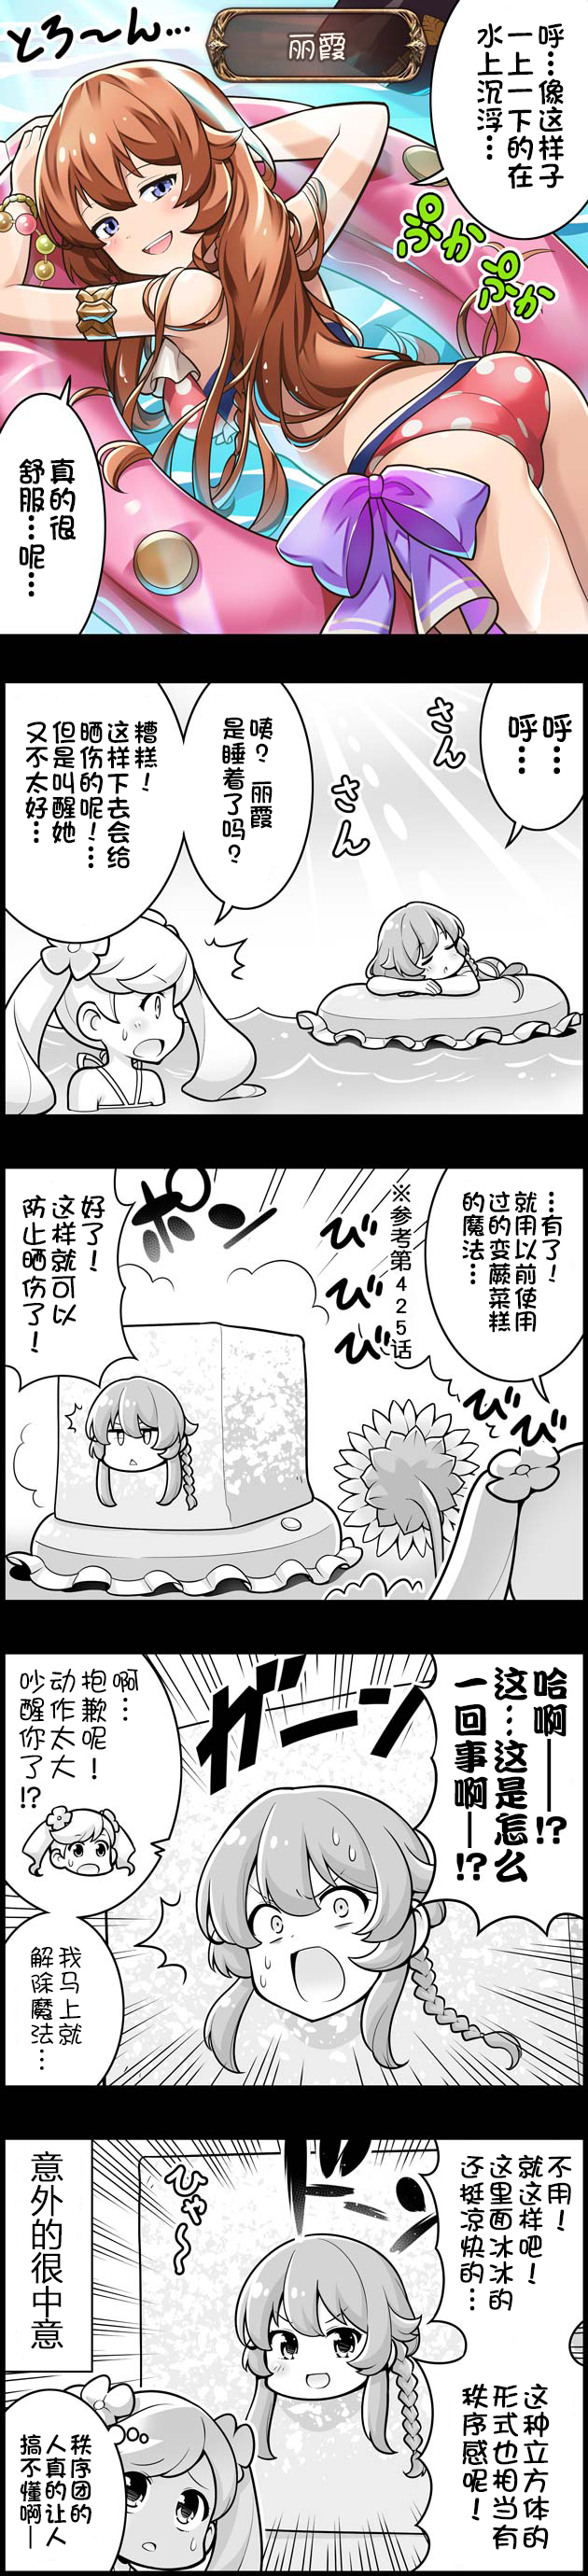 とろ〜ん…
丽霞
呼…像这样子
一上一下的在
水上沉浮…
ぷかぷか
真的很
舒服…呢…
呼…
呼…
さん
さん
咦？丽霞
是睡着了吗？
糟糕！
这样下去会给
晒伤的呢！…
但是叫醒她
又不太好…
…有了！
就用以前使用
过的变蕨菜糕
的魔法…
※参考第425话
びびび
びび
ポン
好了！
这样就可以
防止晒伤了！
哈啊——!?
这…这是怎么
一回事啊—!?
ガーン
啊…
抱歉呢！
动作太大
吵醒你了!?
我马上就
解除魔法…
不用！
就这样吧！
这里面冰冰的
还挺凉快的…
ひや〜
这种立方体的
形式也相当有
秩序感呢！
意外的很中意
秩序团的
人真的让人
搞不懂啊—